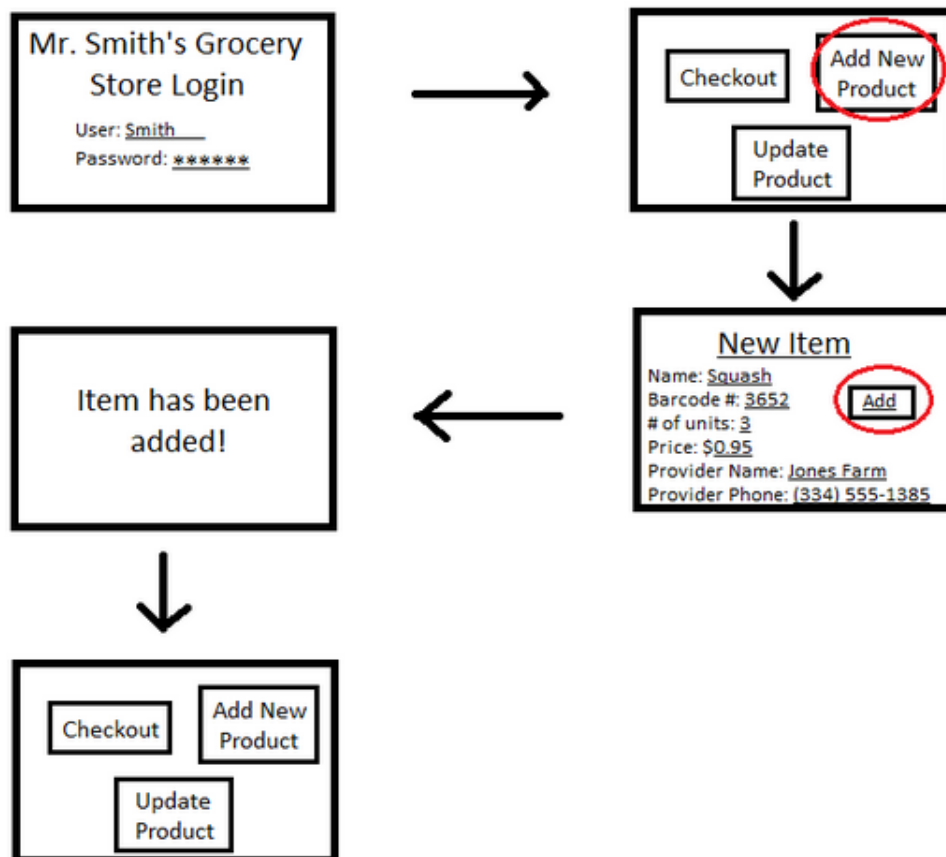 Mr. Smith's Grocery
Store Login
User: Smith
Password: ******
Checkout
Add New
Product
Update
Product
New Item
Name: Squash
Barcode #: 3652
Add
# of units: 3
Price: $0.95
Provider Name: Jones Farm
Provider Phone: (334) 555-1385
Item has been
added!
Checkout
Add New
Product
Update
Product